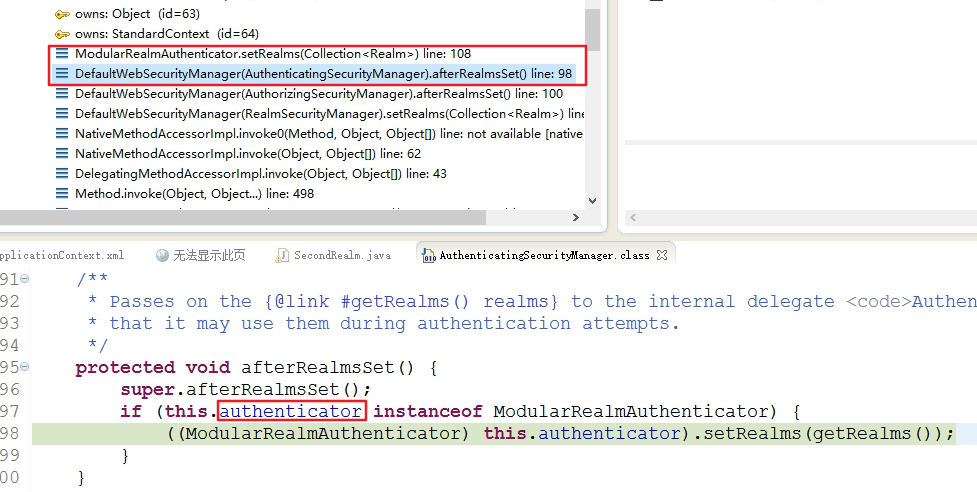 owns: Object (id=63)
owns: StandardContext (id=64)
ModularRealmAuthenticator.setRealms(Collection<Realm>) line: 108
DefaultWebSecurityManager(AuthenticatingSecurityManager).afterRealmsSet() line: 98
DefaultWebSecurityManager(AuthorizingSecurityManager).afterRealmsSet() line: 100
DefaultWebSecurityManager(RealmSecurityManager).setRealms(Collection<Realm>) line
NativeMethodAccessorImpl.invoke0(Method, Object, Object[]) line: not available [native
NativeMethodAccessorImpl.invoke(Object, Object[]) line: 62
DelegatingMethodAccessorImpl.invoke(Object, Object[]) line: 43
Method.invoke(Object, Object...) line: 498
pplicationContext.xml 无法显示此页 SecondRealm.java AuthenticatingSecurityManager.class
91 /**
92 * Passes on the {@link #getRealms() realms} to the internal delegate <code>Authen
93 * that it may use them during authentication attempts.
94 */
95 protected void afterRealmsSet() {
96 super.afterRealmsSet();
97 if (this.authenticator instanceof ModularRealmAuthenticator) {
98 ((ModularRealmAuthenticator) this.authenticator).setRealms(getRealms());
99 }
00 }